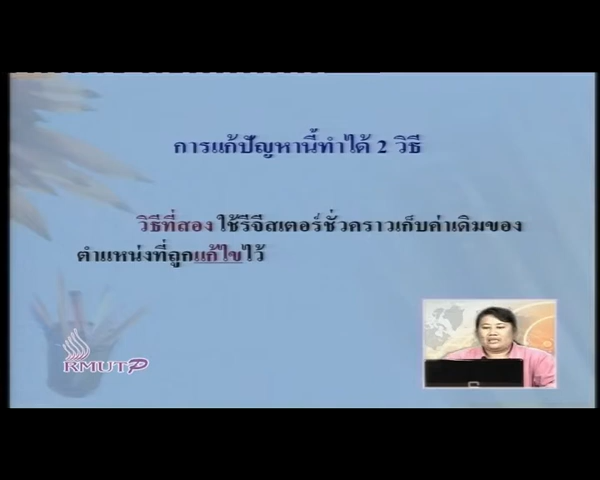 การแก้ปัญหานี้ทำได้ 2 วิธี
วิธีที่สอง ใช้รีจีสเตอร์ชั่วคราวเก็บค่าเดิมของ
ตำแหน่งที่ถูกแก้ไขไว้
RMUTP